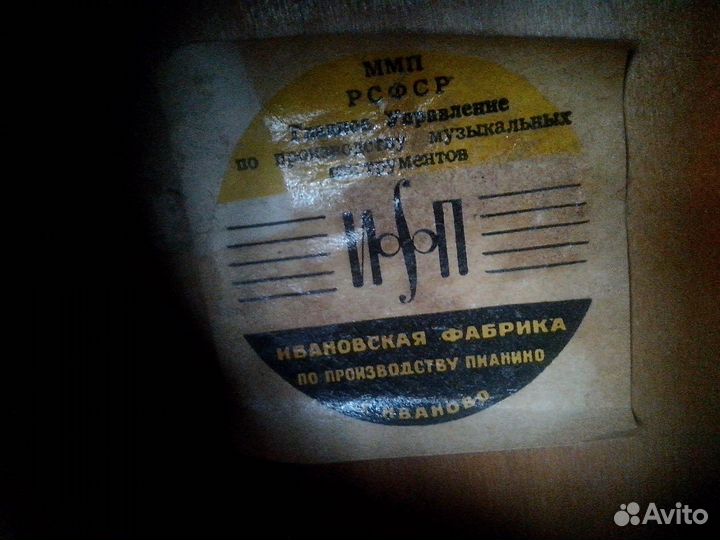 ММП
РСФСР
Главное Управление
по производству музыкальных
инструментов
ИФП
ИВАНОВСКАЯ ФАБРИКА
ПО ПРОИЗВОДСТВУ ПИАНИНО
г. ИВАНОВО
Avito